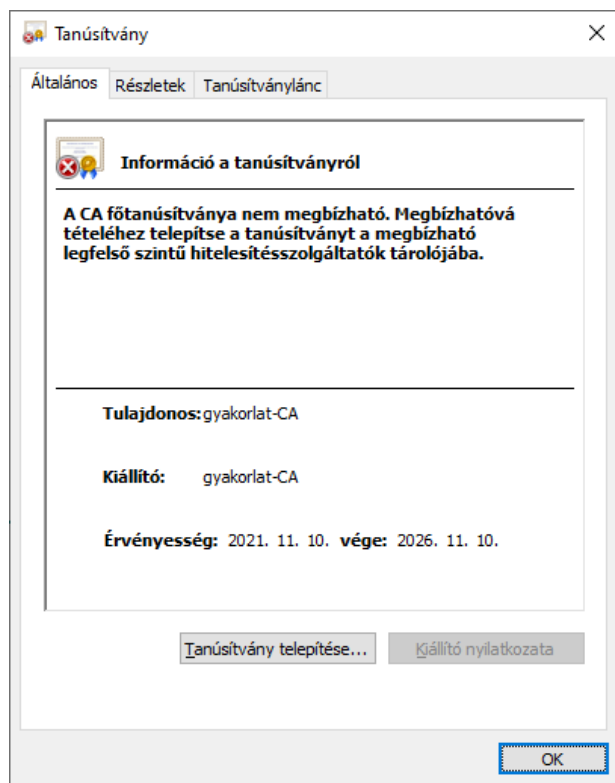 Tanúsítvány
Általános Részletek Tanúsítványlánc
Információ a tanúsítványról
A CA főtanúsítványa nem megbízható. Megbízhatóvá
tételéhez telepítse a tanúsítványt a megbízható
legfelső szintű hitelesítésszolgáltatók tárolójába.
Tulajdonos: gyakorlat-CA
Kiállító: gyakorlat-CA
Érvényesség: 2021. 11. 10. vége: 2026. 11. 10.
Tanúsítvány telepítése... Kiállító nyilatkozata
OK